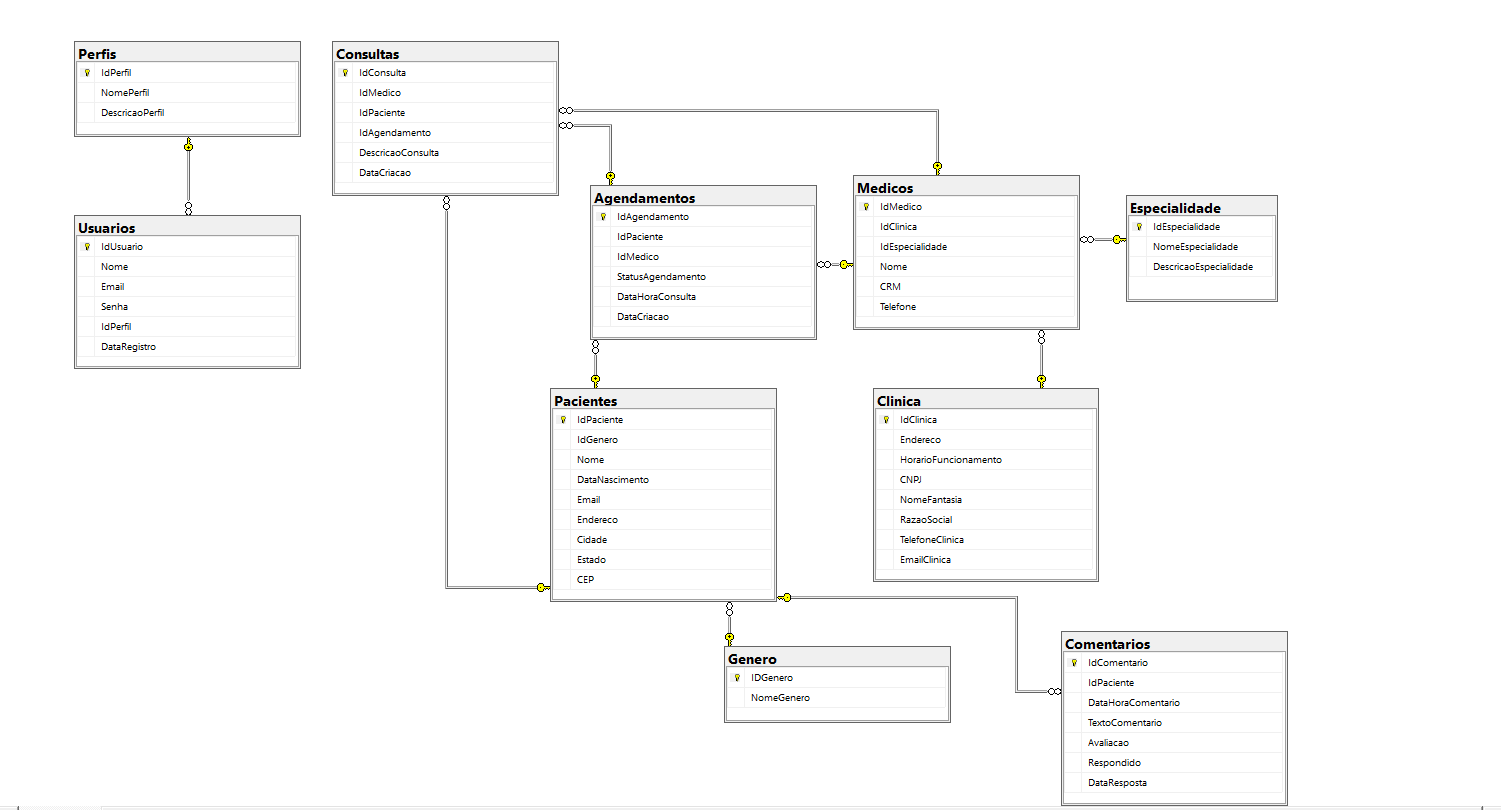 Perfis
IdPerfil
NomePerfil
DescricaoPerfil
Usuarios
IdUsuario
Nome
Email
Senha
IdPerfil
DataRegistro
Consultas
IdConsulta
IdMedico
IdPaciente
IdAgendamento
DescricaoConsulta
DataCriacao
Agendamentos
IdAgendamento
IdPaciente
IdMedico
StatusAgendamento
DataHoraConsulta
DataCriacao
Medicos
IdMedico
IdClinica
IdEspecialidade
Nome
CRM
Telefone
Especialidade
IdEspecialidade
NomeEspecialidade
DescricaoEspecialidade
Pacientes
IdPaciente
IdGenero
Nome
DataNascimento
Email
Endereco
Cidade
Estado
CEP
Clinica
IdClinica
Endereco
HorarioFuncionamento
CNPJ
NomeFantasia
RazaoSocial
TelefoneClinica
EmailClinica
Genero
IDGenero
NomeGenero
Comentarios
IdComentario
IdPaciente
DataHoraComentario
TextoComentario
Avaliacao
Respondido
DataResposta